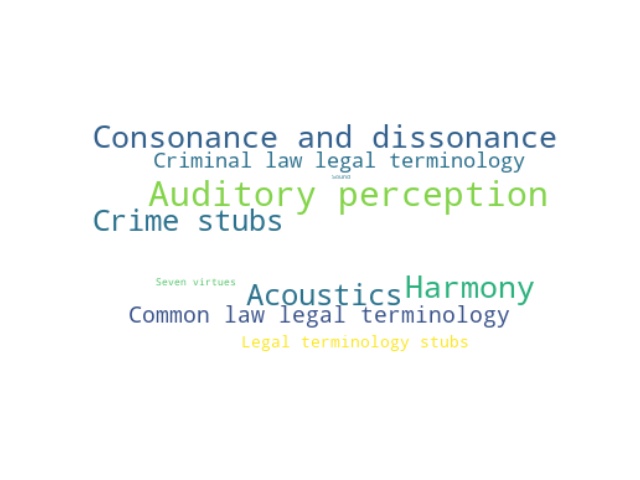 Consonance and dissonance
Criminal law legal terminology
Sound
Auditory perception
Crime stubs
Seven virtues
Acoustics
Harmony
Common law legal terminology
Legal terminology stubs